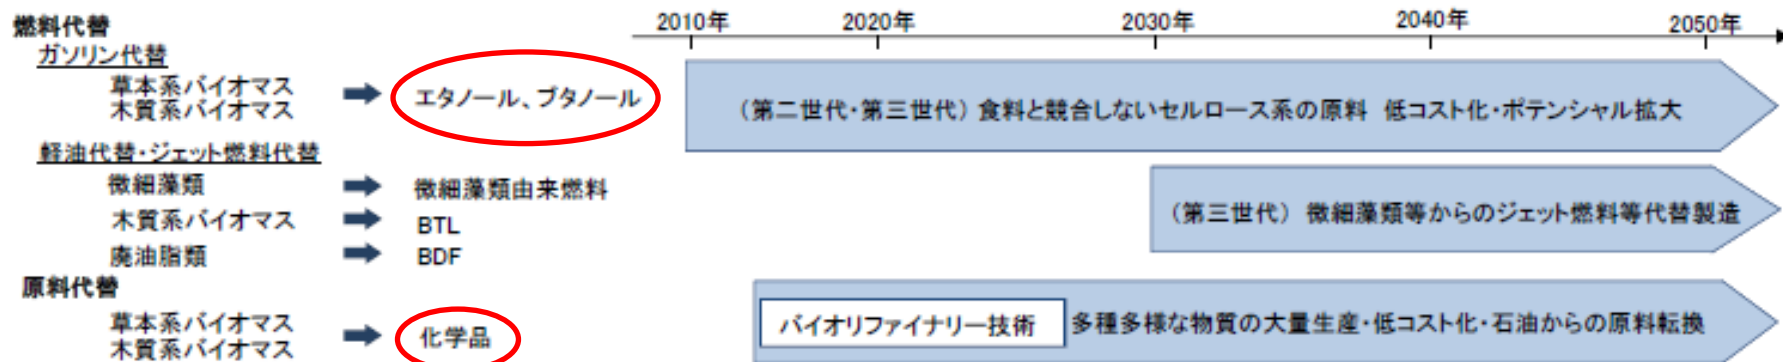 燃料代替
2010年 2020年 2030年 2040年 2050年
ガソリン代替
草本系バイオマス
木質系バイオマス
エタノール、ブタノール
(第二世代・第三世代) 食料と競合しないセルロース系の原料 低コスト化・ポテンシャル拡大
軽油代替・ジェット燃料代替
微細藻類
微細藻類由来燃料
木質系バイオマス
BTL
廃油脂類
BDF
(第三世代) 微細藻類等からのジェット燃料等代替製造
原料代替
草本系バイオマス
木質系バイオマス
化学品
バイオリファイナリー技術
多種多様な物質の大量生産・低コスト化・石油からの原料転換